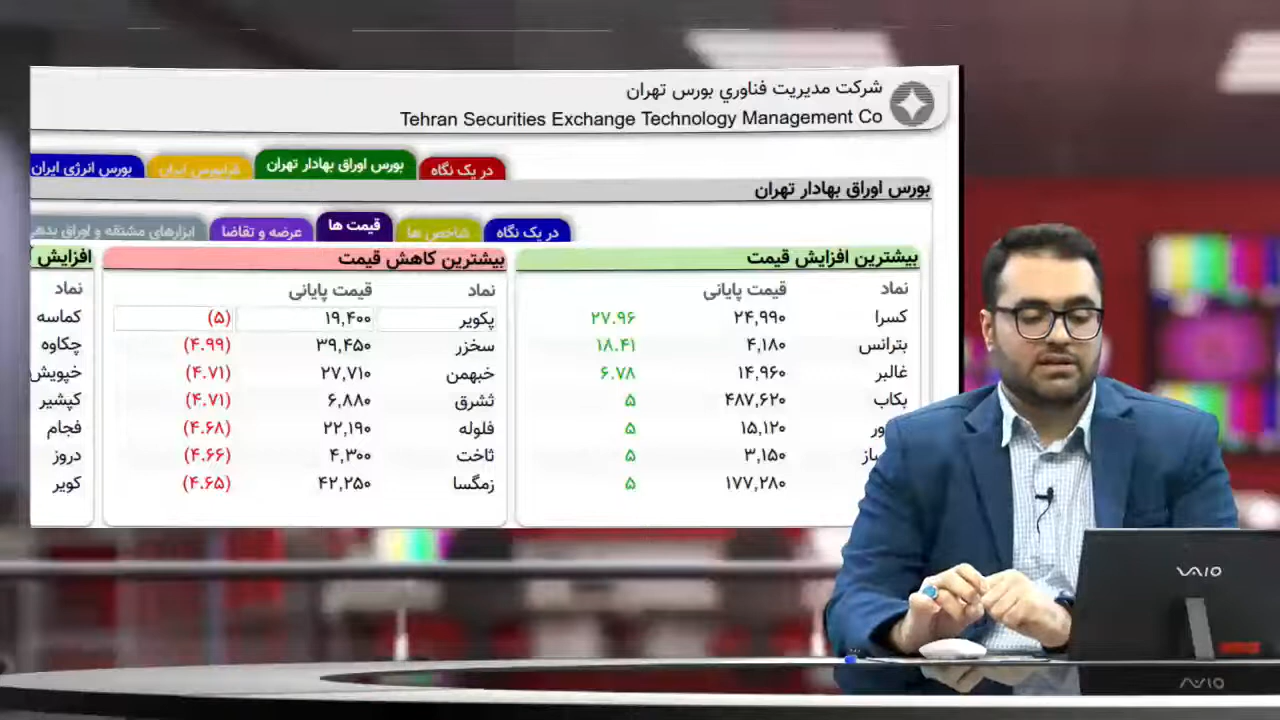 شرکت مدیریت فناوري بورس تهران
Tehran Securities Exchange Technology Management Co
در یک نگاه
بورس اوراق بهادار تهران
فرابورس ایران
بورس انرژی ایران
بورس اوراق بهادار تهران
در یک نگاه
شاخص ها
قیمت ها
عرضه و تقاضا
ابزارهای مشتقه و اوراق بدهی
بیشترین افزایش قیمت
نماد قیمت پایانی
کسرا ۲۴,۹۹۰ ۲۷.۹۶
بترانس ۴,۱۸۰ ۱۸.۴۱
غالبر ۱۴,۹۶۰ ۶.۷۸
بکاب ۴۸۷,۶۲۰ ۵
۱۵,۱۲۰ ۵
۳,۱۵۰ ۵
۱۷۷,۲۸۰ ۵
بیشترین کاهش قیمت
نماد قیمت پایانی
پکویر ۱۹,۴۰۰ (۵)
سخزر ۳۹,۴۵۰ (۴.۹۹)
خبهمن ۲۷,۷۱۰ (۴.۷۱)
ثشرق ۶,۸۸۰ (۴.۷۱)
فلوله ۲۲,۱۹۰ (۴.۶۸)
ثاخت ۴,۳۰۰ (۴.۶۶)
زمگسا ۴۲,۲۵۰ (۴.۶۵)
افزایش
نماد
کماسه
چکاوه
خپویش
کپشیر
فجام
دروز
کویر
VAIO